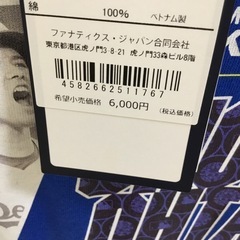 綿 100% ベトナム製
ファナティクス・ジャパン合同会社
東京都港区虎ノ門3-8-21 虎ノ門33森ビル8階
4582662511767
希望小売価格 6,000円 (税込価格)